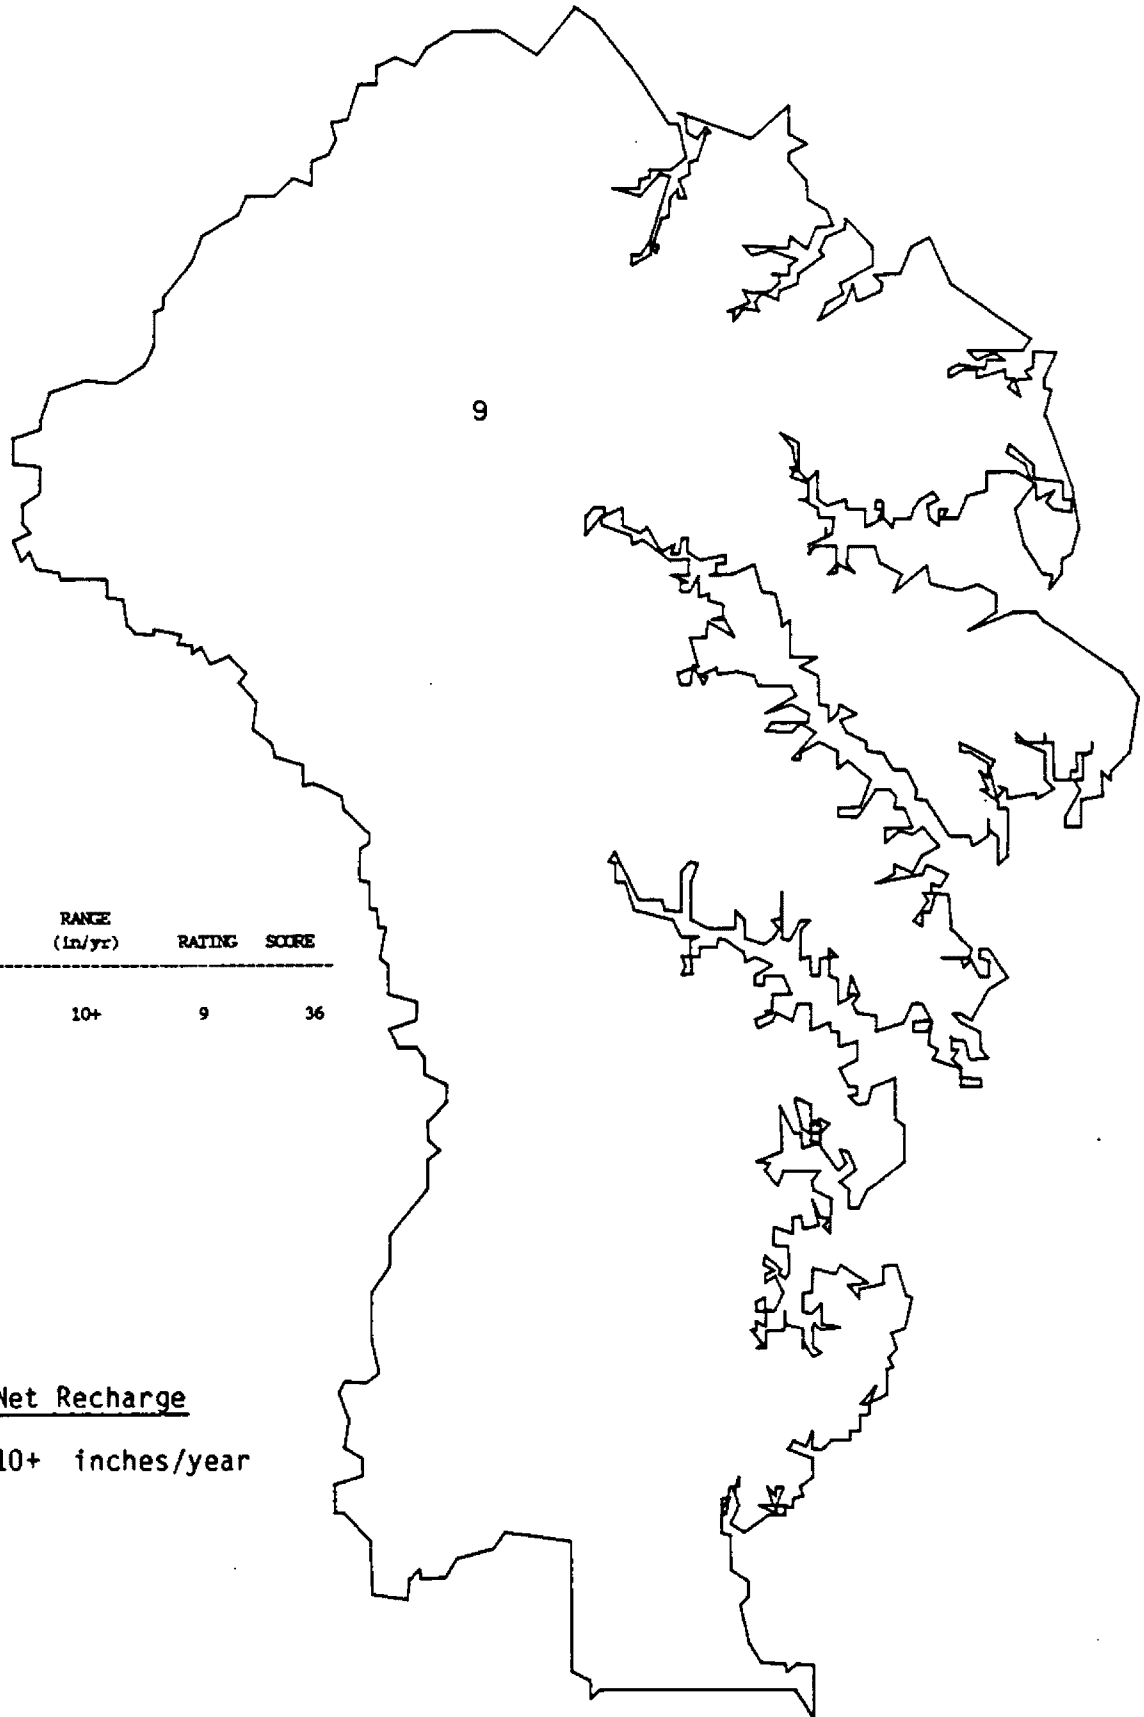 9
RANGE
(in/yr) RATING SCORE
10+ 9 36
Net Recharge
10+ inches/year